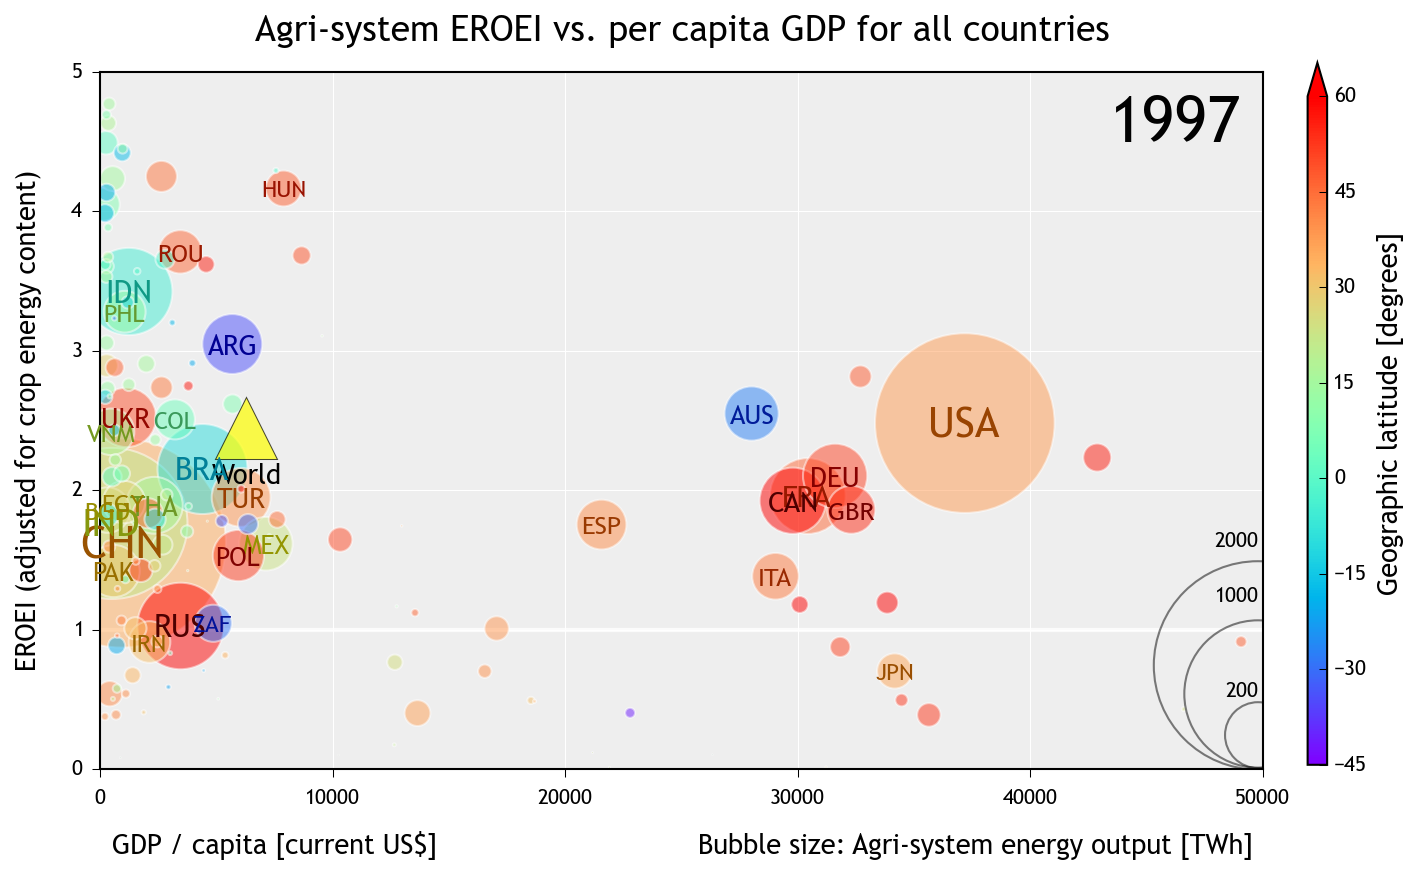 Agri-system EROEI vs. per capita GDP for all countries
1997
EROEI (adjusted for crop energy content)
5
4
3
2
1
0
HUN
ROU
IDN
PHL
ARG
UKR
COL
VNM
AUS
USA
BRA
World
TUR
DEU
CAN
FRA
GBR
EGY
THA
IND
ESP
CHN
MEX
POL
PAK
ITA
RUS
ZAF
IRN
JPN
2000
1000
200
0
10000
20000
30000
40000
50000
GDP / capita [current US$]
Bubble size: Agri-system energy output [TWh]
60
45
30
15
0
−15
−30
−45
Geographic latitude [degrees]